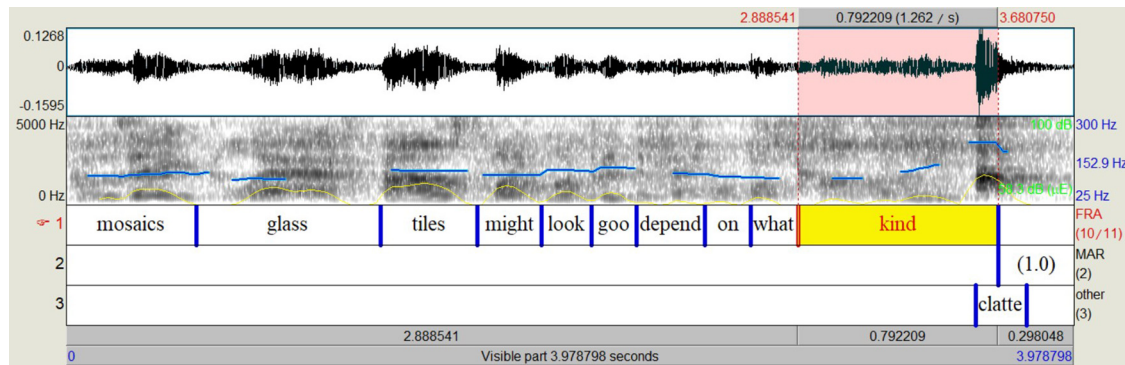 2.888541 0.792209 (1.262 / s) 3.680750
0.1268
0
-0.1595
5000 Hz 100 dB 300 Hz
152.9 Hz
0 Hz (µE) 25 Hz
1 mosaics glass tiles might look goo depend on what kind FRA (10/11)
2 (1.0) MAR (2)
3 clatte other (3)
2.888541 0.792209 0.298048
0 Visible part 3.978798 seconds 3.978798